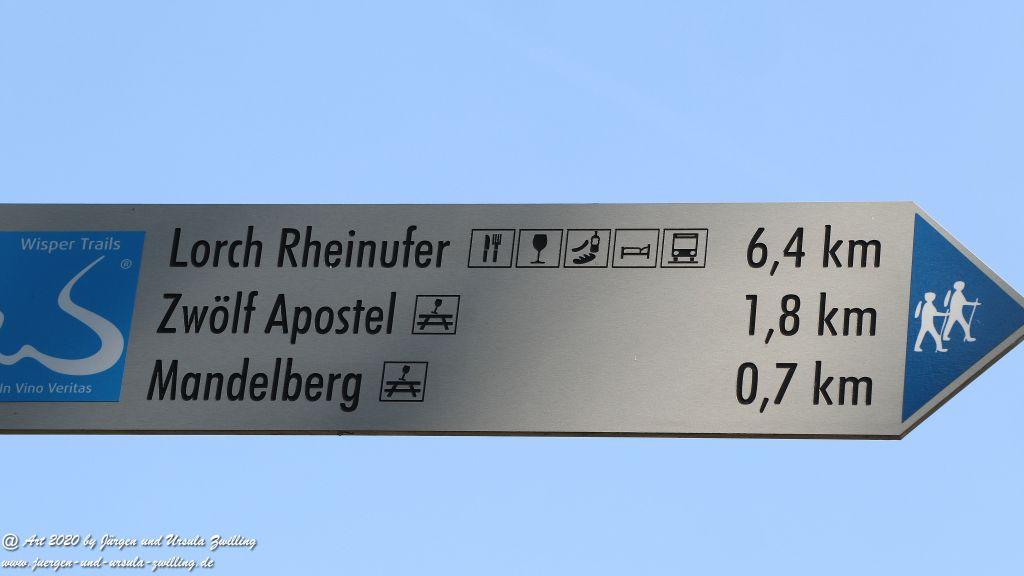 Wisper Trails
®
In Vino Veritas
Lorch Rheinufer 6,4 km
Zwölf Apostel 1,8 km
Mandelberg 0,7 km
@ Art 2020 by Jürgen und Ursula Zwilling
www.juergen-und-ursula-zwilling.de